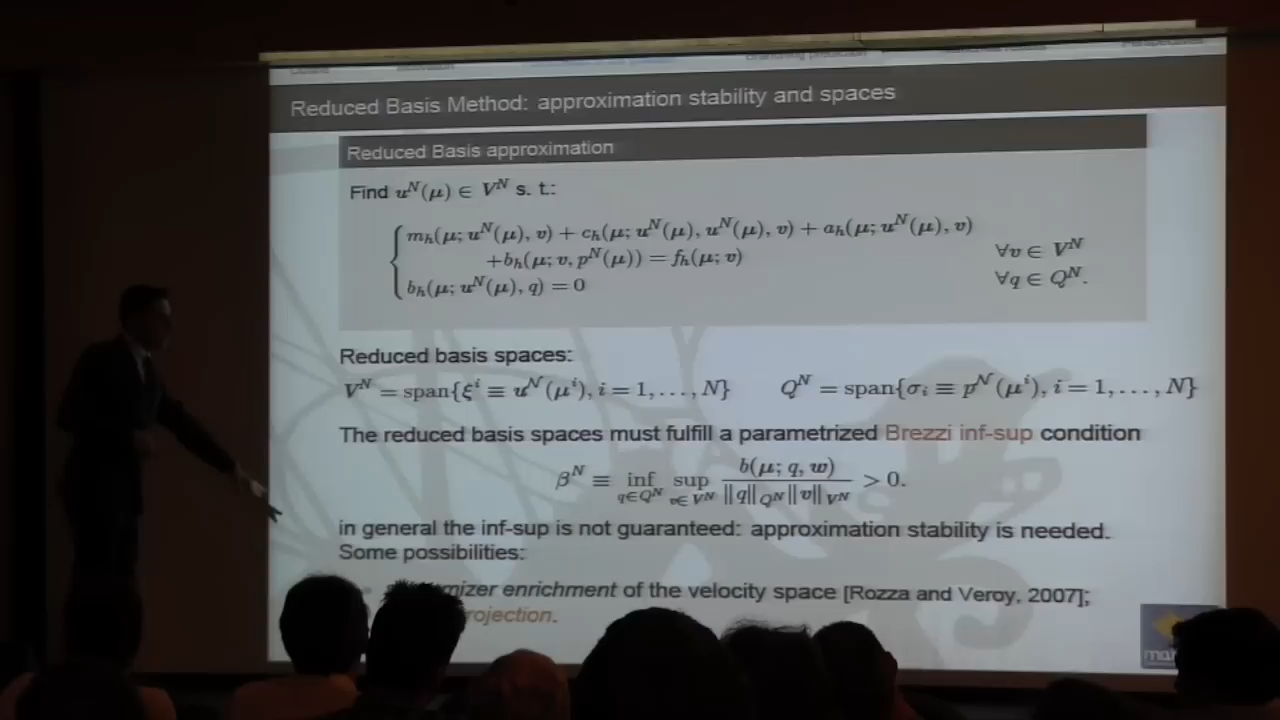 Reduced Basis Method: approximation stability and spaces
Reduced Basis approximation
Find u^N(μ) ∈ V^N s. t.:
m_h(μ; u^N(μ), v) + c_h(μ; u^N(μ), u^N(μ), v) + a_h(μ; u^N(μ), v)
+b_h(μ; v, p^N(μ)) = f_h(μ; v) ∀v ∈ V^N
b_h(μ; u^N(μ), q) = 0 ∀q ∈ Q^N.
Reduced basis spaces:
V^N = span{ξ^i ≡ u^𝒩(μ^i), i = 1, . . . , N} Q^N = span{σ_i ≡ p^𝒩(μ^i), i = 1, . . . , N}
The reduced basis spaces must fulfill a parametrized Brezzi inf-sup condition
β^N ≡ inf_{q∈Q^N} sup_{v∈V^N} b(μ; q, w) / ‖q‖_{Q^N} ‖v‖_{V^N} > 0.
in general the inf-sup is not guaranteed: approximation stability is needed.
Some possibilities:
enrichment of the velocity space [Rozza and Veroy, 2007];